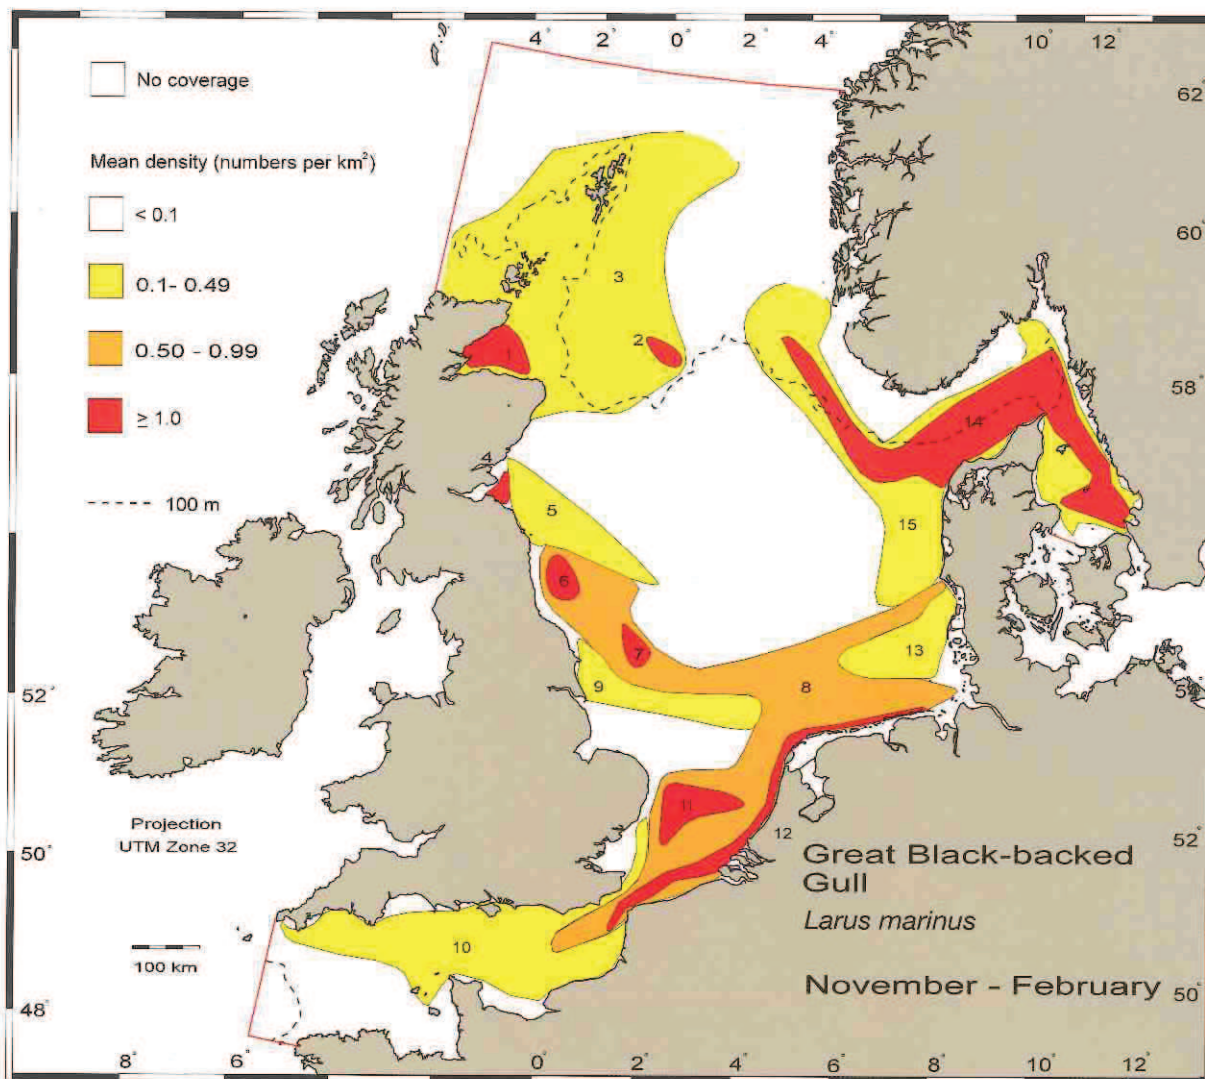 4° 2° 0° 2° 4° 10° 12°
No coverage
62°
Mean density (numbers per km²)
< 0.1
60°
0.1- 0.49
3
0.50 - 0.99
1
2
58°
≥ 1.0
14
4
100 m
5
15
6
7
13
9
8
52°
11
Projection
UTM Zone 32
12
52°
50°
Great Black-backed
Gull
Larus marinus
10
100 km
November - February
50°
48°
8° 6° 0° 2° 4° 6° 8° 10° 12°